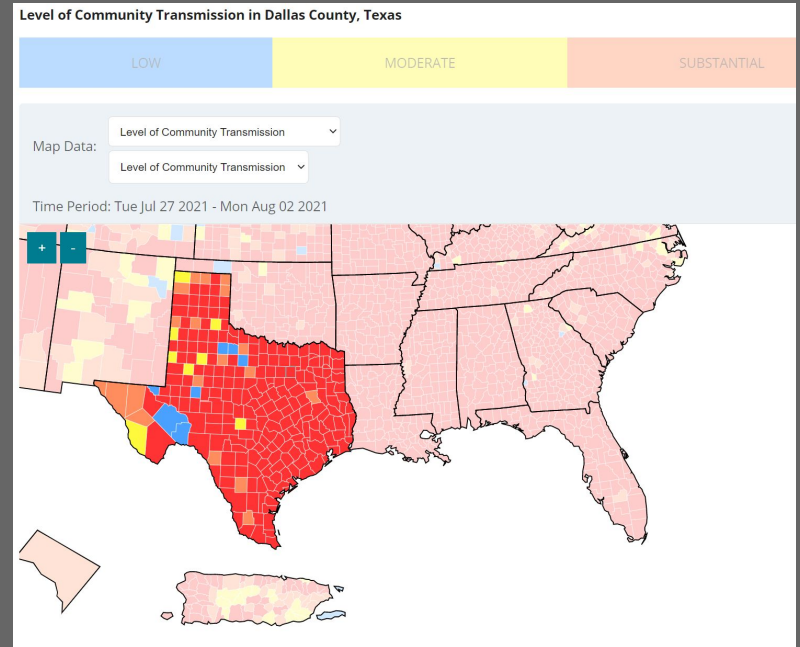 Level of Community Transmission in Dallas County, Texas
LOW MODERATE SUBSTANTIAL
Level of Community Transmission
Map Data:
Level of Community Transmission
Time Period: Tue Jul 27 2021 - Mon Aug 02 2021
+ -